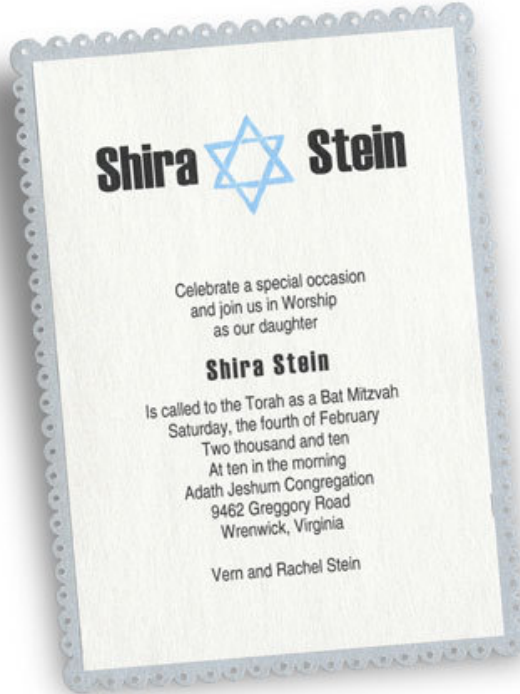 Shira Stein
Celebrate a special occasion
and join us in Worship
as our daughter
Shira Stein
Is called to the Torah as a Bat Mitzvah
Saturday, the fourth of February
Two thousand and ten
At ten in the morning
Adath Jeshum Congregation
9462 Greggory Road
Wrenwick, Virginia
Vern and Rachel Stein